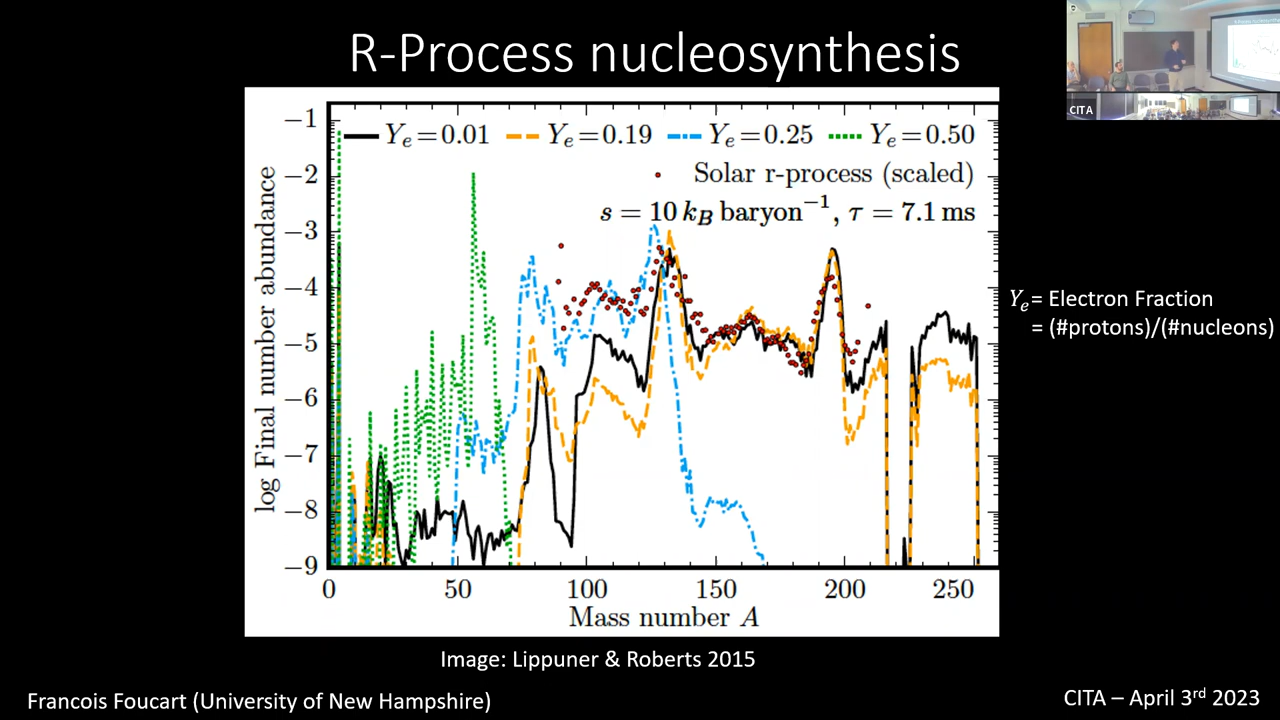 R-Process nucleosynthesis
CITA
−1
−2
−3
−4
−5
−6
−7
−8
−9
log Final number abundance
Yₑ = 0.01 Yₑ = 0.19 Yₑ = 0.25 Yₑ = 0.50
Solar r-process (scaled)
s = 10 k_B baryon⁻¹, τ = 7.1 ms
0 50 100 150 200 250
Mass number A
Yₑ= Electron Fraction
= (#protons)/(#nucleons)
Image: Lippuner & Roberts 2015
Francois Foucart (University of New Hampshire)
CITA – April 3rd 2023